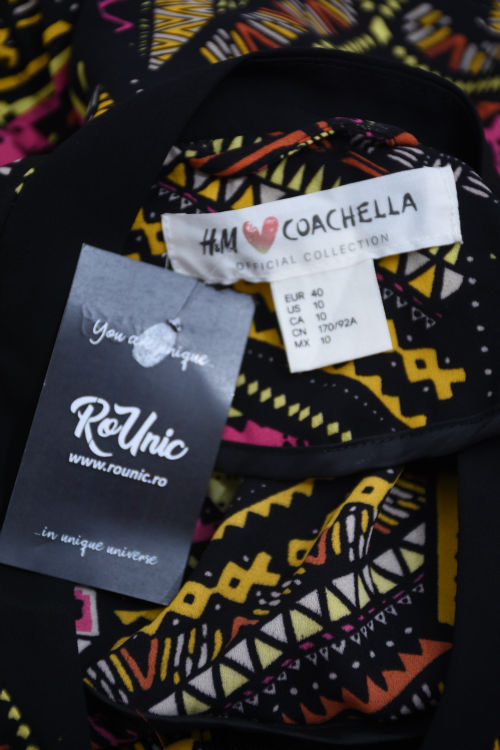 H&M COACHELLA
OFFICIAL COLLECTION
EUR 40
US 10
CA 10
CN 170/92A
MX 10
You are unique..
RoUnic
www.rounic.ro
...in unique universe